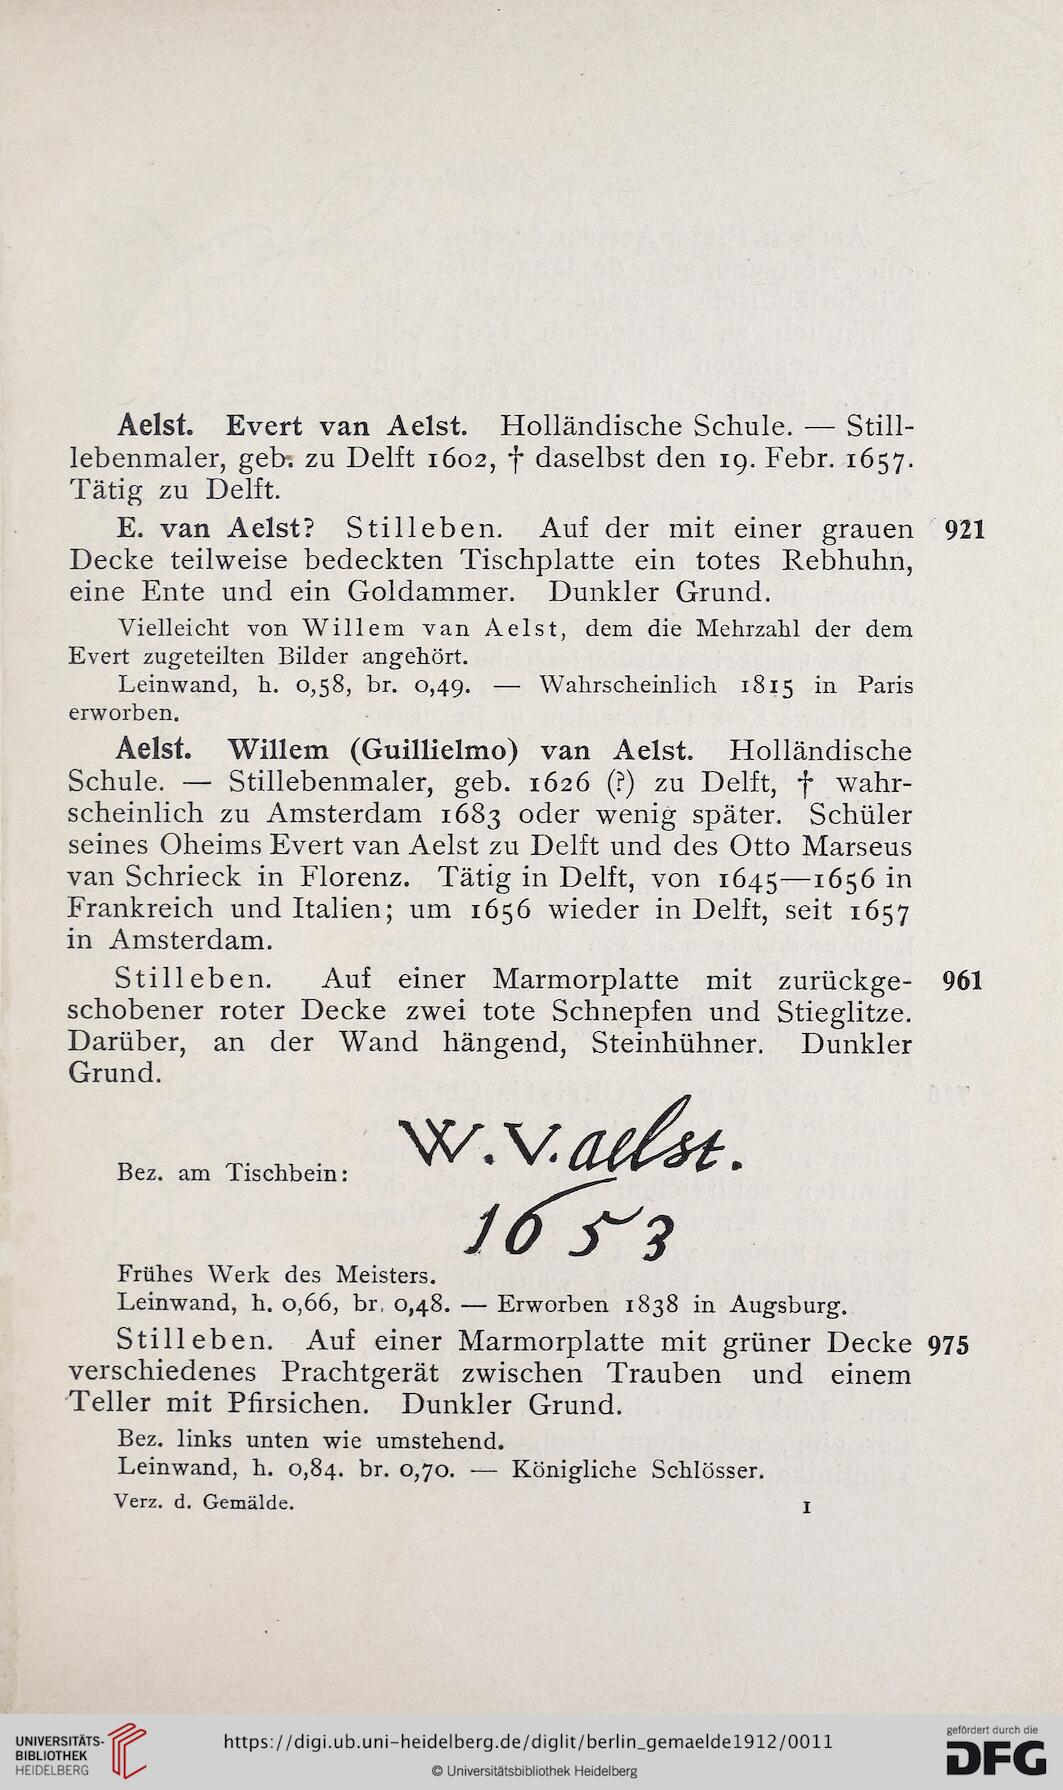 Aelst. Evert van Aelst. Holländische Schule. — Still-
lebenmaler, geb. zu Delft 1602, † daselbst den 19. Febr. 1657.
Tätig zu Delft.
E. van Aelst? Stilleben. Auf der mit einer grauen 921
Decke teilweise bedeckten Tischplatte ein totes Rebhuhn,
eine Ente und ein Goldammer. Dunkler Grund.
Vielleicht von Willem van Aelst, dem die Mehrzahl der dem
Evert zugeteilten Bilder angehört.
Leinwand, h. 0,58, br. 0,49. — Wahrscheinlich 1815 in Paris
erworben.
Aelst. Willem (Guillielmo) van Aelst. Holländische
Schule. — Stillebenmaler, geb. 1626 (?) zu Delft, † wahr-
scheinlich zu Amsterdam 1683 oder wenig später. Schüler
seines Oheims Evert van Aelst zu Delft und des Otto Marseus
van Schrieck in Florenz. Tätig in Delft, von 1645—1656 in
Frankreich und Italien; um 1656 wieder in Delft, seit 1657
in Amsterdam.
Stilleben. Auf einer Marmorplatte mit zurückge- 961
schobener roter Decke zwei tote Schnepfen und Stieglitze.
Darüber, an der Wand hängend, Steinhühner. Dunkler
Grund.
Bez. am Tischbein: W. V. aelst.
1653
Frühes Werk des Meisters.
Leinwand, h. 0,66, br. 0,48. — Erworben 1838 in Augsburg.
Stilleben. Auf einer Marmorplatte mit grüner Decke 975
verschiedenes Prachtgerät zwischen Trauben und einem
Teller mit Pfirsichen. Dunkler Grund.
Bez. links unten wie umstehend.
Leinwand, h. 0,84. br. 0,70. — Königliche Schlösser.
Verz. d. Gemälde. 1
UNIVERSITÄTS-
BIBLIOTHEK
HEIDELBERG
https://digi.ub.uni-heidelberg.de/diglit/berlin_gemaelde1912/0011
© Universitätsbibliothek Heidelberg
gefördert durch die
DFG